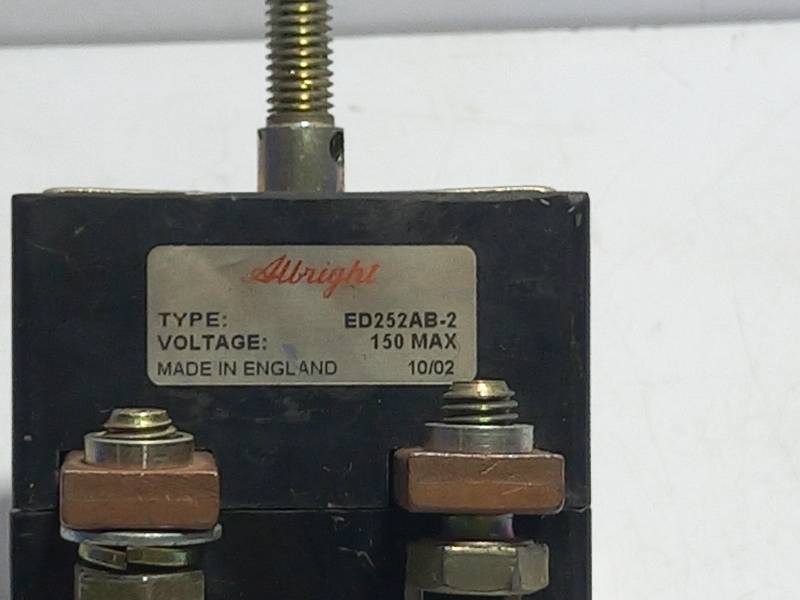 Albright
TYPE: ED252AB-2
VOLTAGE: 150 MAX
MADE IN ENGLAND 10/02